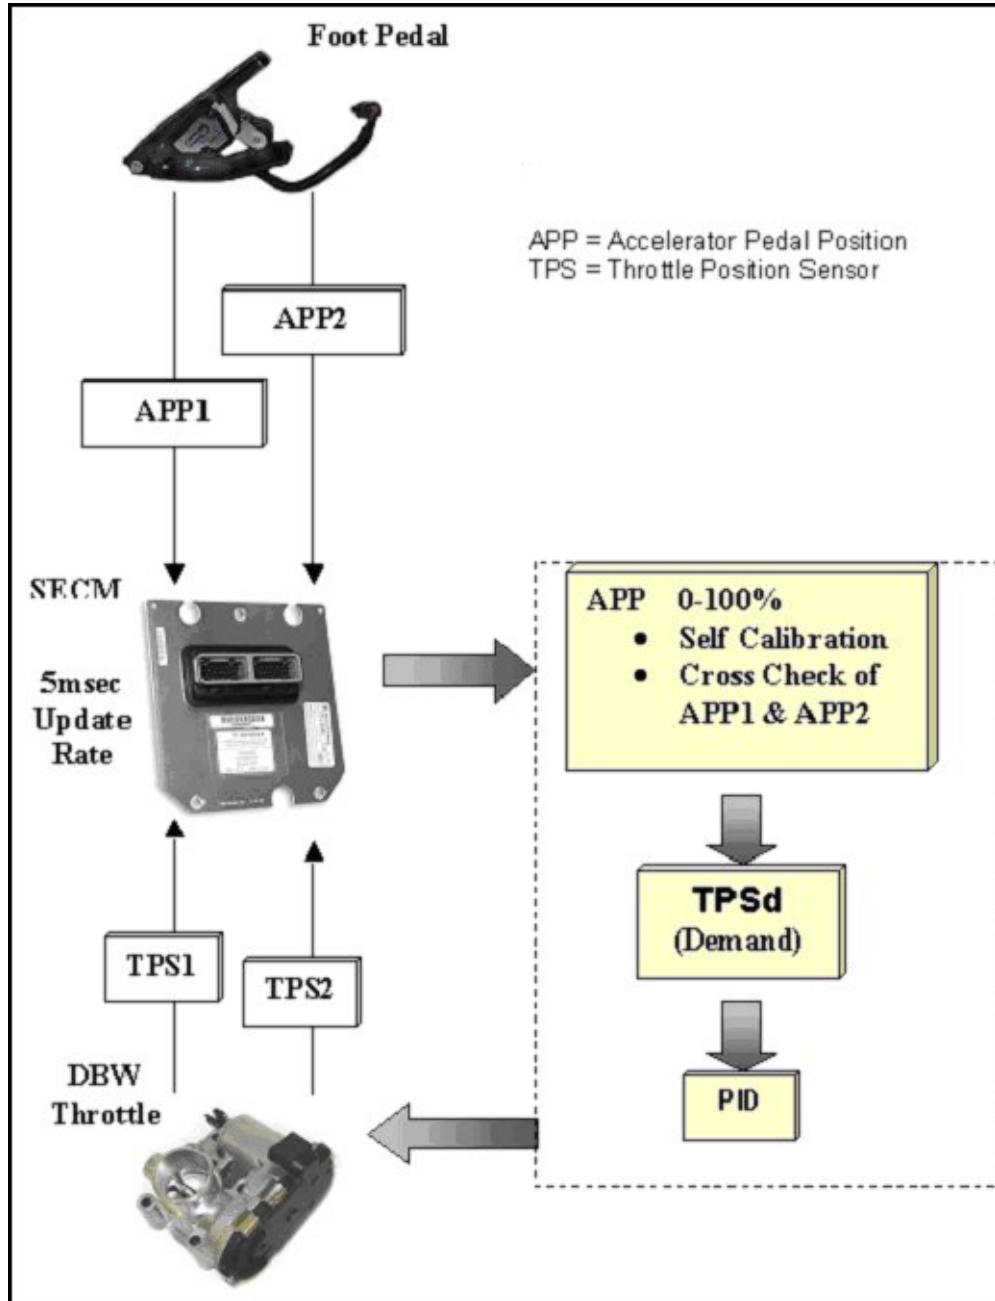 Foot Pedal
APP = Accelerator Pedal Position
TPS = Throttle Position Sensor
APP2
APP1
SECM
5msec
Update
Rate
APP 0-100%
• Self Calibration
• Cross Check of
APP1 & APP2
TPSd
(Demand)
TPS1
TPS2
DBW
Throttle
PID